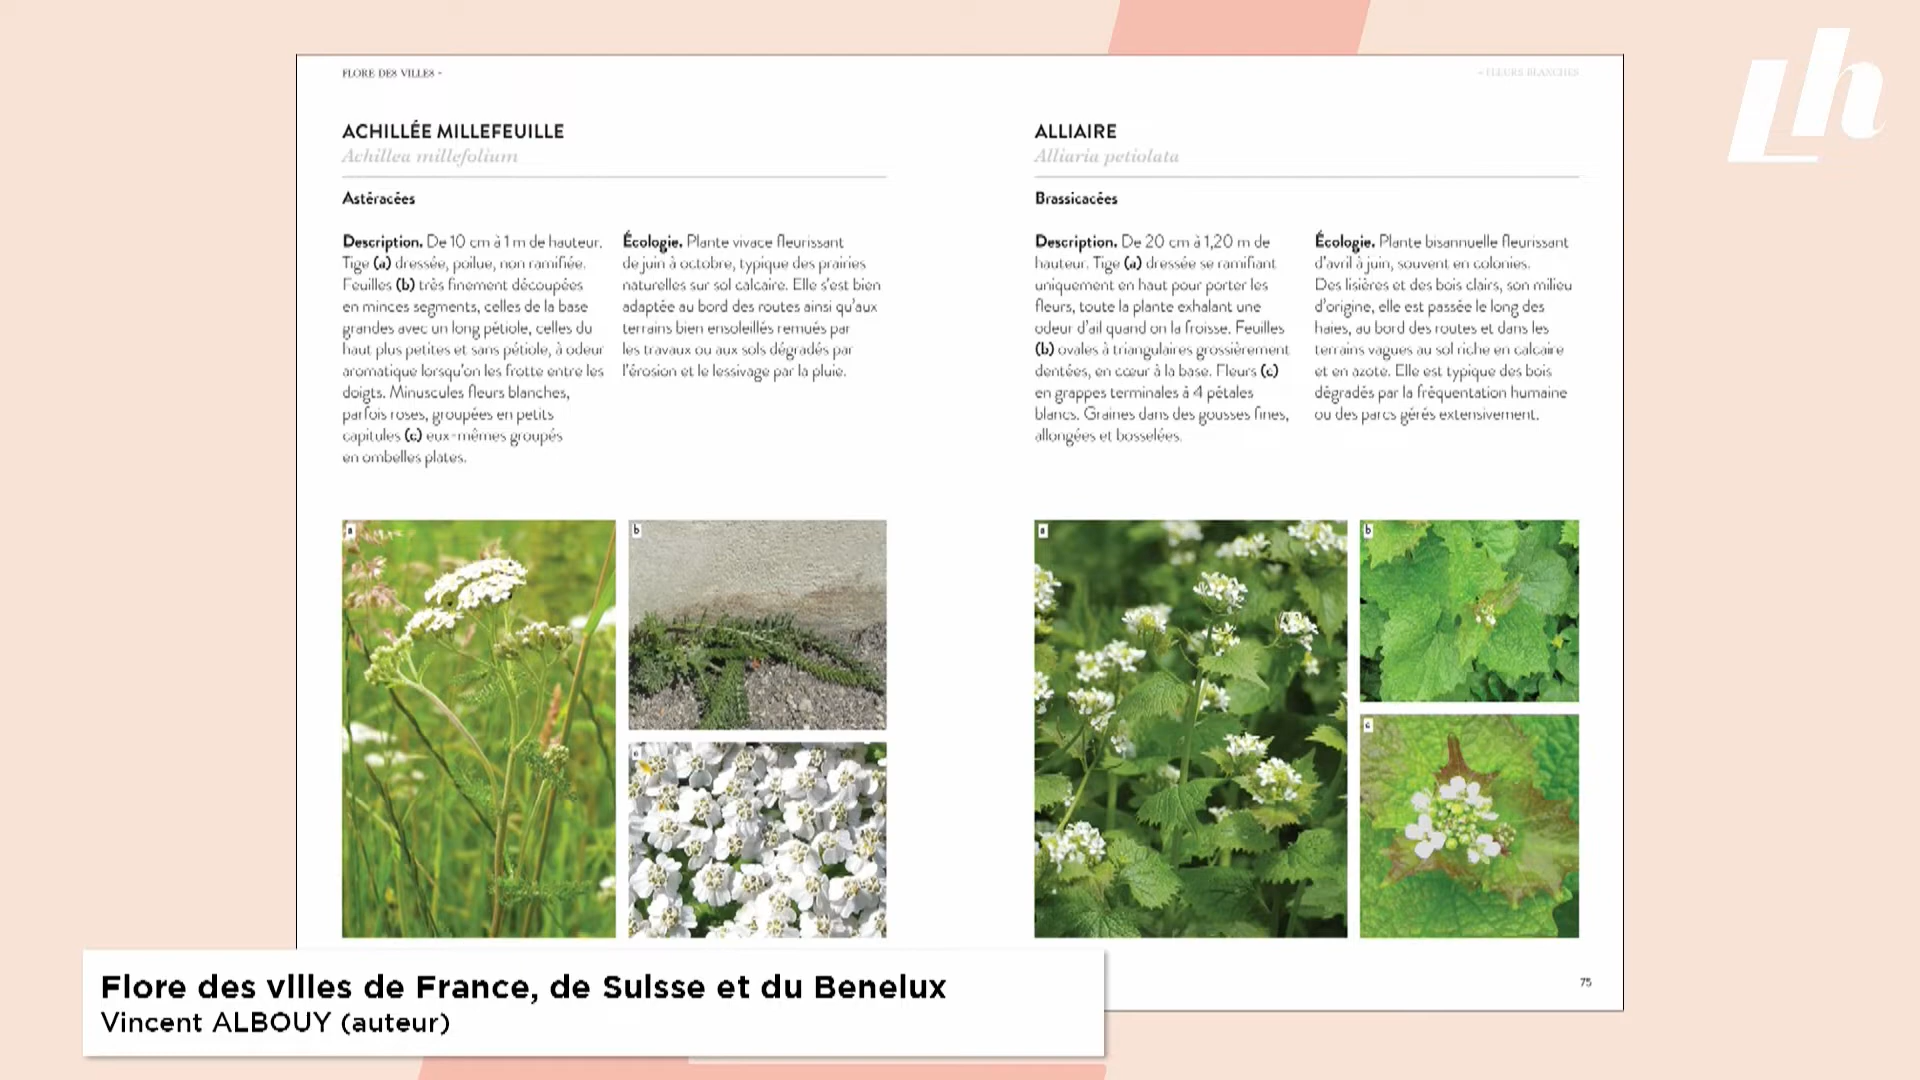 FLORE DES VILLES -
- FLEURS BLANCHES
Lh
ACHILLÉE MILLEFEUILLE
Achillea millefolium
Astéracées
Description. De 10 cm à 1 m de hauteur.
Tige (a) dressée, poilue, non ramifiée.
Feuilles (b) très finement découpées
en minces segments, celles de la base
grandes avec un long pétiole, celles du
haut plus petites et sans pétiole, à odeur
aromatique lorsqu'on les frotte entre les
doigts. Minuscules fleurs blanches,
parfois roses, groupées en petits
capitules (c) eux-mêmes groupés
en ombelles plates.
Écologie. Plante vivace fleurissant
de juin à octobre, typique des prairies
naturelles sur sol calcaire. Elle s'est bien
adaptée au bord des routes ainsi qu'aux
terrains bien ensoleillés remués par
les travaux ou aux sols dégradés par
l'érosion et le lessivage par la pluie.
a
b
c
ALLIAIRE
Alliaria petiolata
Brassicacées
Description. De 20 cm à 1,20 m de
hauteur. Tige (a) dressée se ramifiant
uniquement en haut pour porter les
fleurs, toute la plante exhalant une
odeur d'ail quand on la froisse. Feuilles
(b) ovales à triangulaires grossièrement
dentées, en cœur à la base. Fleurs (c)
en grappes terminales à 4 pétales
blancs. Graines dans des gousses fines,
allongées et bosselées.
Écologie. Plante bisannuelle fleurissant
d'avril à juin, souvent en colonies.
Des lisières et des bois clairs, son milieu
d'origine, elle est passée le long des
haies, au bord des routes et dans les
terrains vagues au sol riche en calcaire
et en azote. Elle est typique des bois
dégradés par la fréquentation humaine
ou des parcs gérés extensivement.
a
b
c
75
Flore des villes de France, de Suisse et du Benelux
Vincent ALBOUY (auteur)